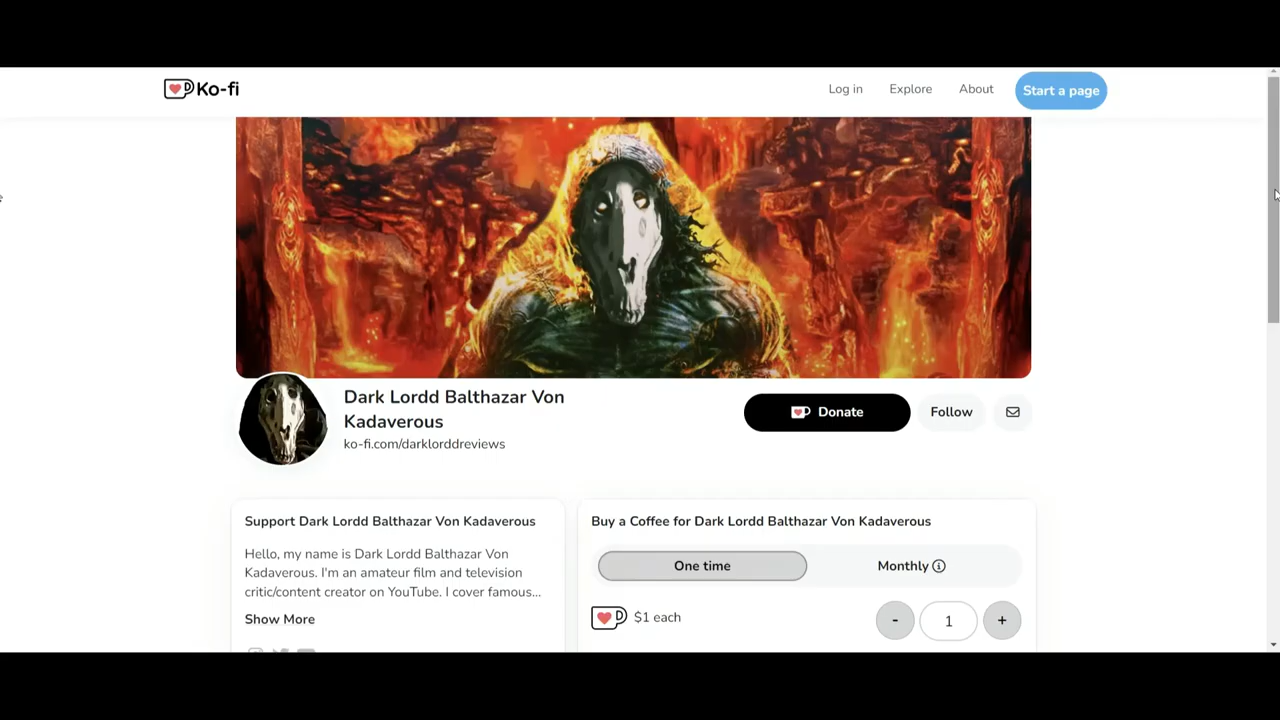 Ko-fi
Log in
Explore
About
Start a page
Dark Lordd Balthazar Von
Kadaverous
ko-fi.com/darklorddreviews
Donate
Follow
Support Dark Lordd Balthazar Von Kadaverous
Hello, my name is Dark Lordd Balthazar Von
Kadaverous. I'm an amateur film and television
critic/content creator on YouTube. I cover famous...
Show More
Buy a Coffee for Dark Lordd Balthazar Von Kadaverous
One time
Monthly
$1 each
-
1
+